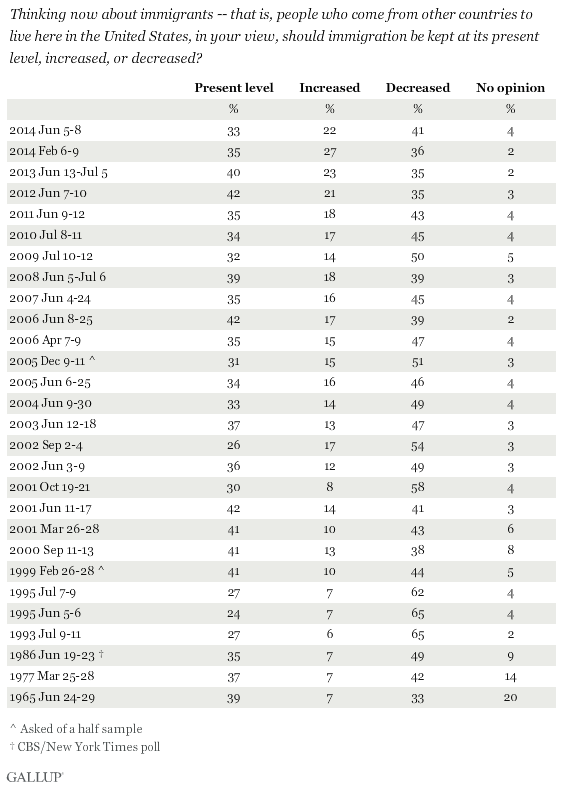 Thinking now about immigrants -- that is, people who come from other countries to
live here in the United States, in your view, should immigration be kept at its present
level, increased, or decreased?
Present level Increased Decreased No opinion
% % % %
2014 Jun 5-8 33 22 41 4
2014 Feb 6-9 35 27 36 2
2013 Jun 13-Jul 5 40 23 35 2
2012 Jun 7-10 42 21 35 3
2011 Jun 9-12 35 18 43 4
2010 Jul 8-11 34 17 45 4
2009 Jul 10-12 32 14 50 5
2008 Jun 5-Jul 6 39 18 39 3
2007 Jun 4-24 35 16 45 4
2006 Jun 8-25 42 17 39 2
2006 Apr 7-9 35 15 47 4
2005 Dec 9-11 ^ 31 15 51 3
2005 Jun 6-25 34 16 46 4
2004 Jun 9-30 33 14 49 4
2003 Jun 12-18 37 13 47 3
2002 Sep 2-4 26 17 54 3
2002 Jun 3-9 36 12 49 3
2001 Oct 19-21 30 8 58 4
2001 Jun 11-17 42 14 41 3
2001 Mar 26-28 41 10 43 6
2000 Sep 11-13 41 13 38 8
1999 Feb 26-28 ^ 41 10 44 5
1995 Jul 7-9 27 7 62 4
1995 Jun 5-6 24 7 65 4
1993 Jul 9-11 27 6 65 2
1986 Jun 19-23 † 35 7 49 9
1977 Mar 25-28 37 7 42 14
1965 Jun 24-29 39 7 33 20
^ Asked of a half sample
† CBS/New York Times poll
GALLUP®